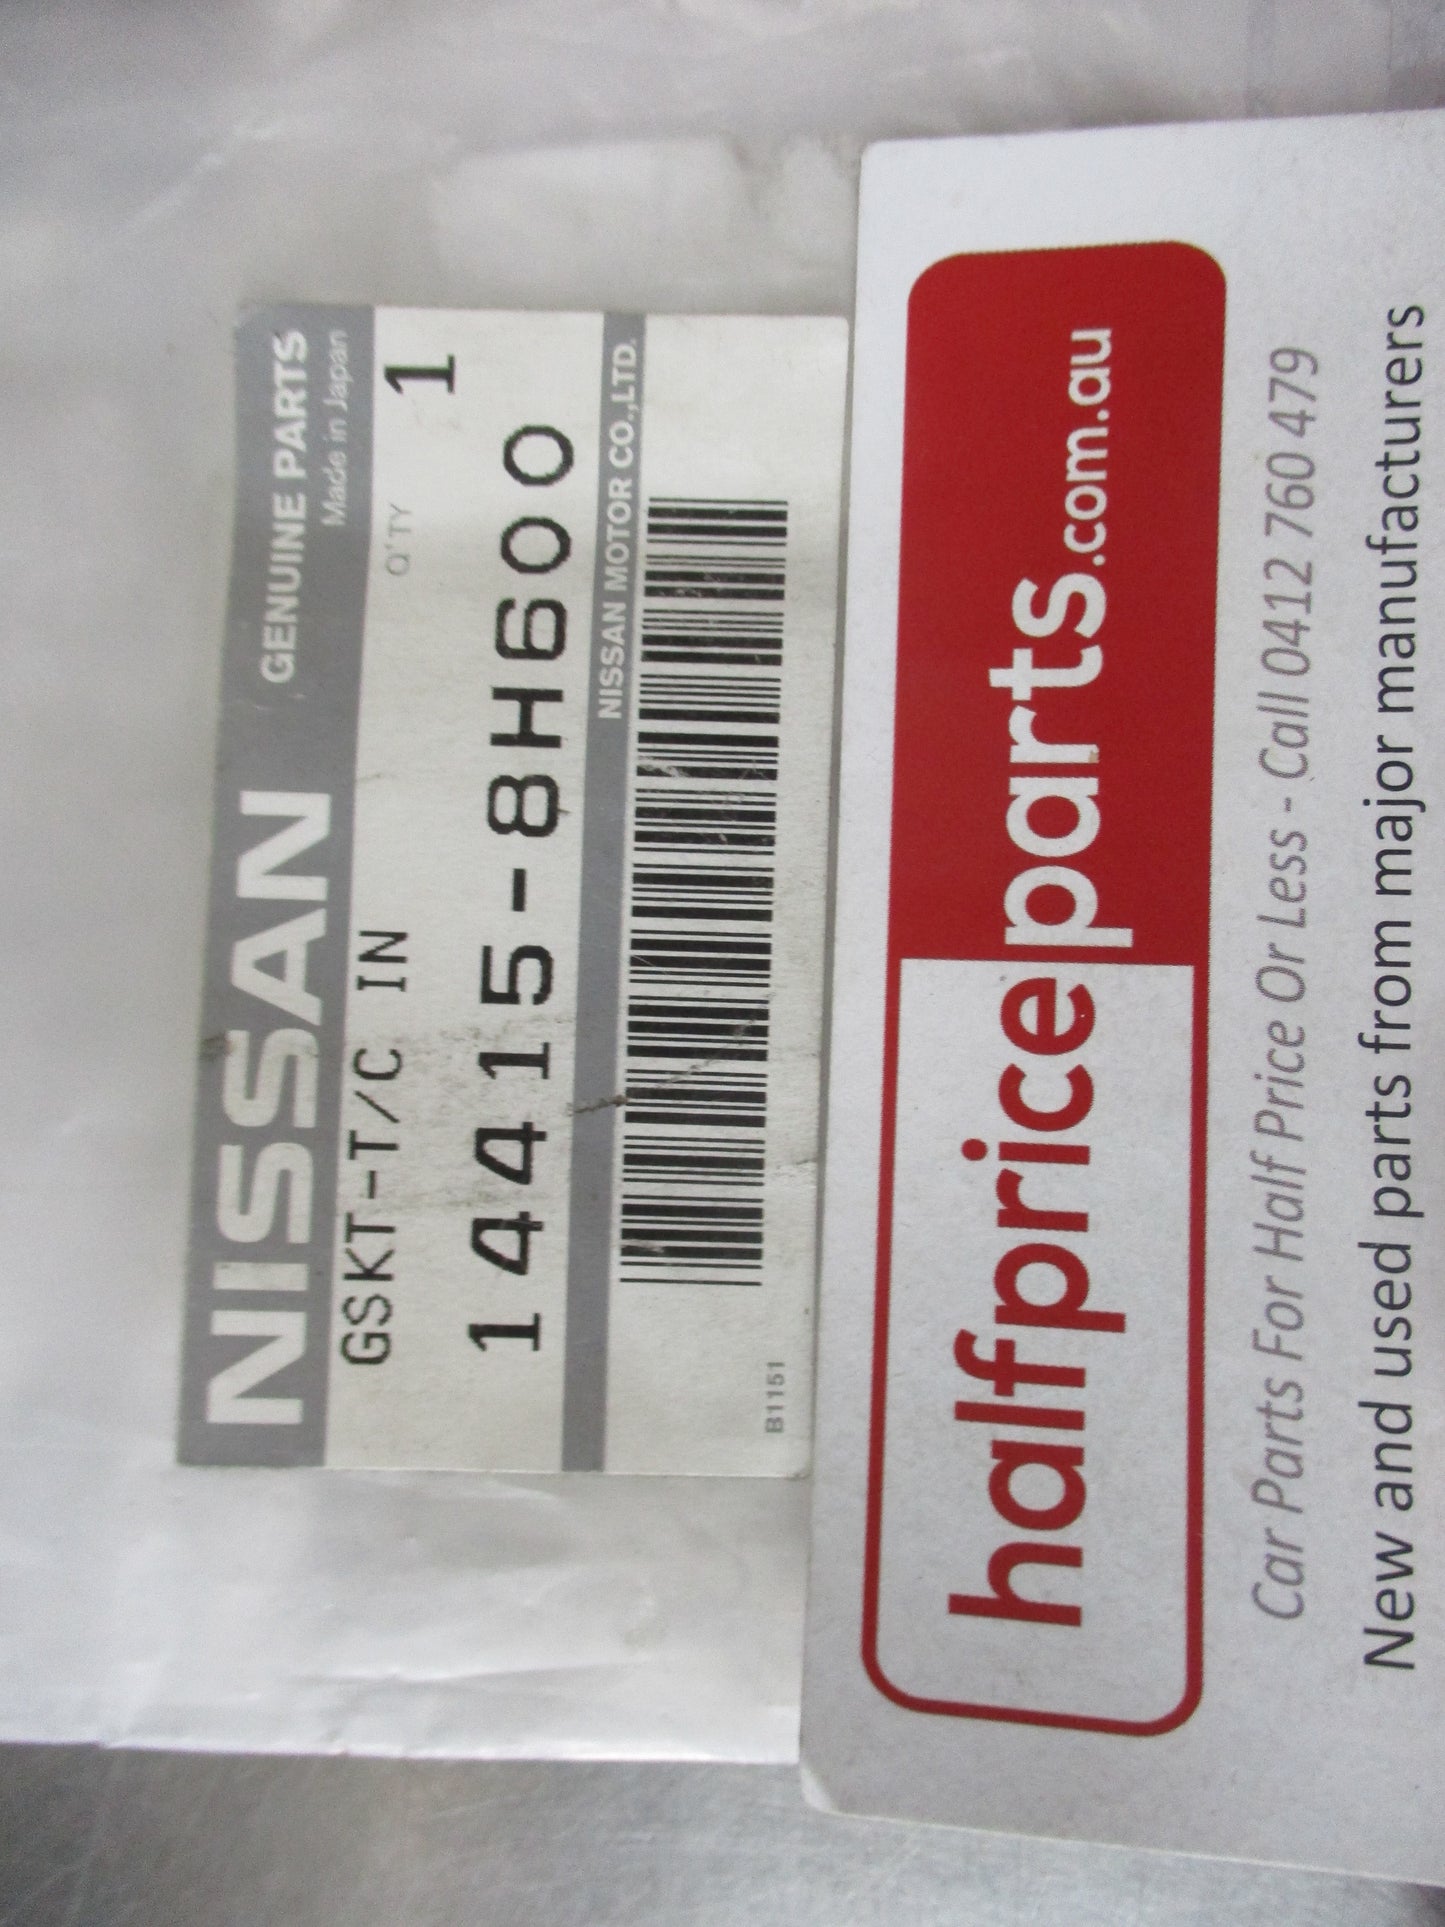 NISSAN GENUINE PARTS
Made in Japan
GSKT-T/C IN Q'TY 1
14415-8H600
NISSAN MOTOR CO.,LTD.
B1151
halfpriceparts.com.au
Car Parts For Half Price Or Less - Call 0412 760 479
New and used parts from major manufacturers